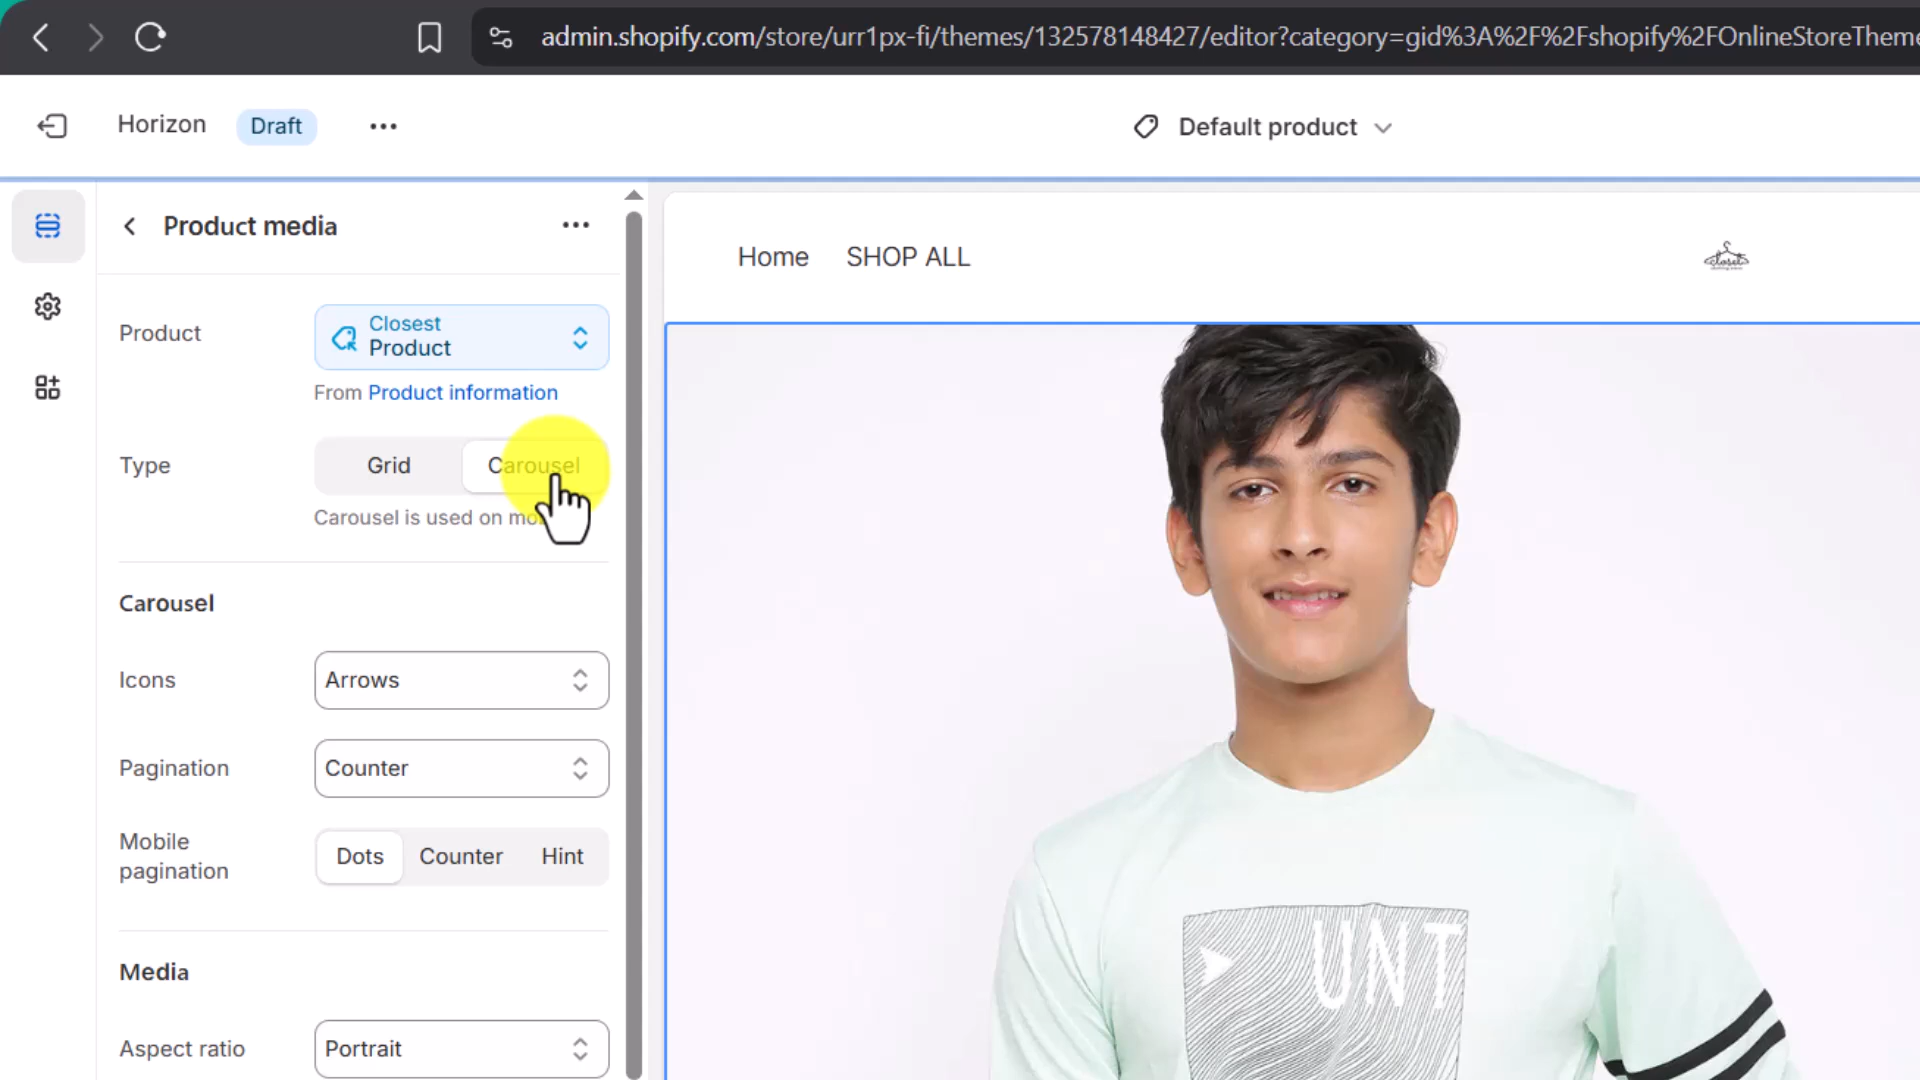 admin.shopify.com/store/urr1px-fi/themes/132578148427/editor?category=gid%3A%2F%2Fshopify%2FOnlineStoreTheme
Horizon
Draft
Default product
Product media
Home
SHOP ALL
closet
Product
Closest
Product
From Product information
Type
Grid
Carousel
Carousel is used on
Carousel
Icons
Arrows
Pagination
Counter
Mobile
pagination
Dots
Counter
Hint
UNT
Media
Aspect ratio
Portrait